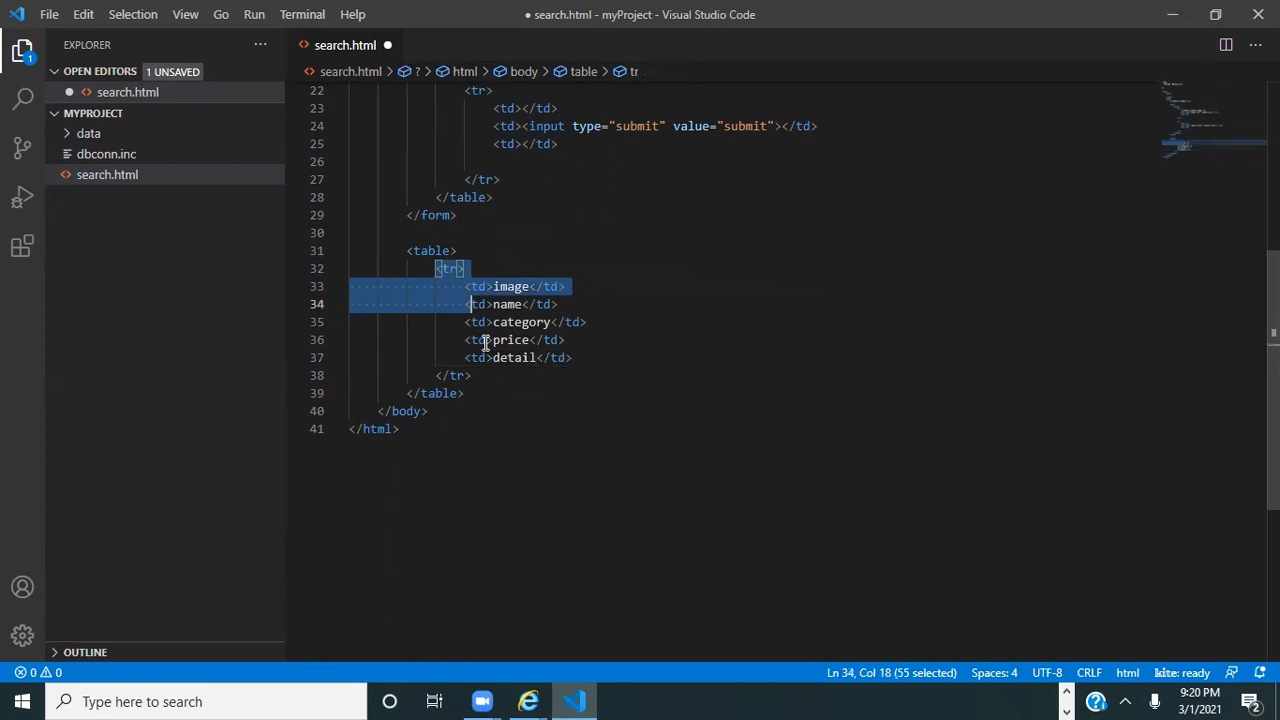 File Edit Selection View Go Run Terminal Help
● search.html - myProject - Visual Studio Code
EXPLORER
search.html
OPEN EDITORS 1 UNSAVED
search.html > ? > html > body > table > tr
search.html
MYPROJECT
data
dbconn.inc
search.html
22 <tr>
23 <td></td>
24 <td><input type="submit" value="submit"></td>
25 <td></td>
26
27 </tr>
28 </table>
29 </form>
30
31 <table>
32 <tr>
33 <td>image</td>
34 <td>name</td>
35 <td>category</td>
36 <td>price</td>
37 <td>detail</td>
38 </tr>
39 </table>
40 </body>
41 </html>
1
OUTLINE
0 0 Ln 34, Col 18 (55 selected) Spaces: 4 UTF-8 CRLF html kite: ready
Type here to search
9:20 PM
3/1/2021
2